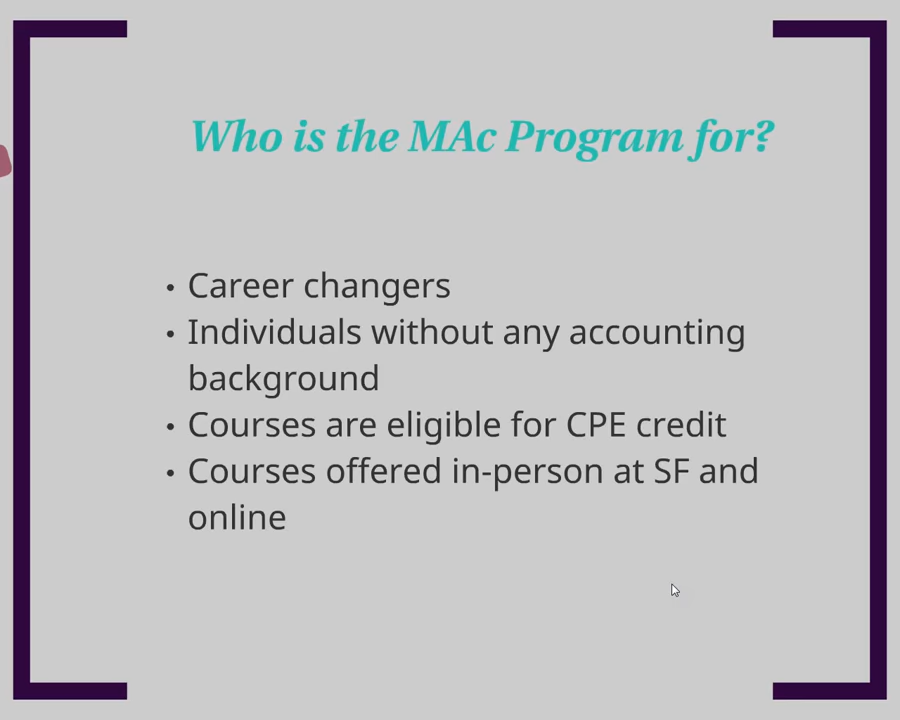 Who is the MAc Program for?
• Career changers
• Individuals without any accounting
background
• Courses are eligible for CPE credit
• Courses offered in-person at SF and
online